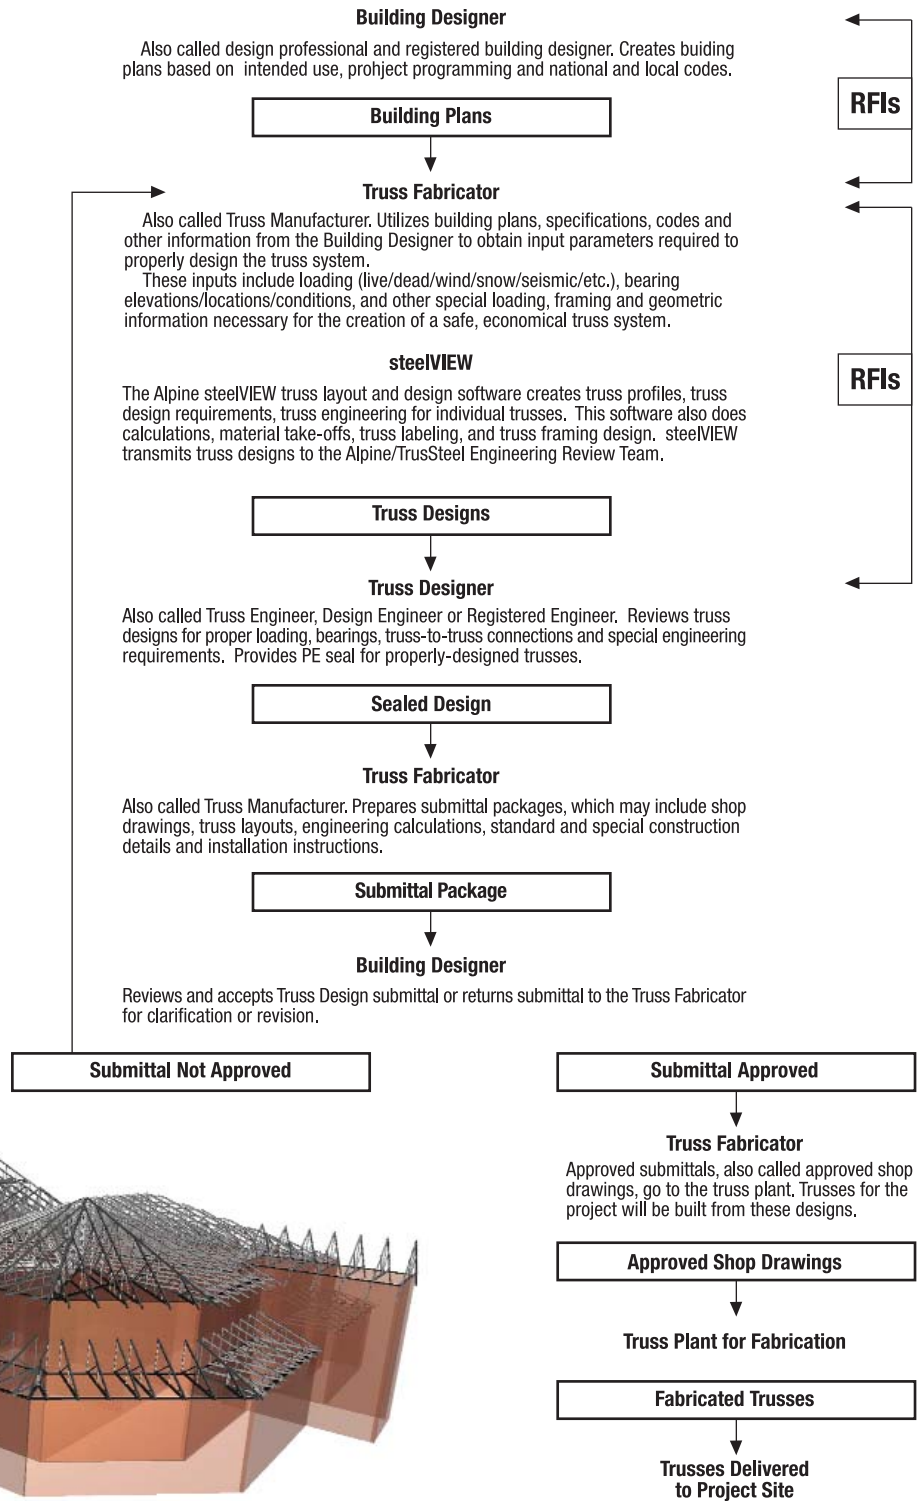 Building Designer
Also called design professional and registered building designer. Creates buiding
plans based on intended use, prohject programming and national and local codes.
RFIs
Building Plans
Truss Fabricator
Also called Truss Manufacturer. Utilizes building plans, specifications, codes and
other information from the Building Designer to obtain input parameters required to
properly design the truss system.
These inputs include loading (live/dead/wind/snow/seismic/etc.), bearing
elevations/locations/conditions, and other special loading, framing and geometric
information necessary for the creation of a safe, economical truss system.
steelVIEW
RFIs
The Alpine steelVIEW truss layout and design software creates truss profiles, truss
design requirements, truss engineering for individual trusses. This software also does
calculations, material take-offs, truss labeling, and truss framing design. steelVIEW
transmits truss designs to the Alpine/TrusSteel Engineering Review Team.
Truss Designs
Truss Designer
Also called Truss Engineer, Design Engineer or Registered Engineer. Reviews truss
designs for proper loading, bearings, truss-to-truss connections and special engineering
requirements. Provides PE seal for properly-designed trusses.
Sealed Design
Truss Fabricator
Also called Truss Manufacturer. Prepares submittal packages, which may include shop
drawings, truss layouts, engineering calculations, standard and special construction
details and installation instructions.
Submittal Package
Building Designer
Reviews and accepts Truss Design submittal or returns submittal to the Truss Fabricator
for clarification or revision.
Submittal Not Approved
Submittal Approved
Truss Fabricator
Approved submittals, also called approved shop
drawings, go to the truss plant. Trusses for the
project will be built from these designs.
Approved Shop Drawings
Truss Plant for Fabrication
Fabricated Trusses
Trusses Delivered
to Project Site